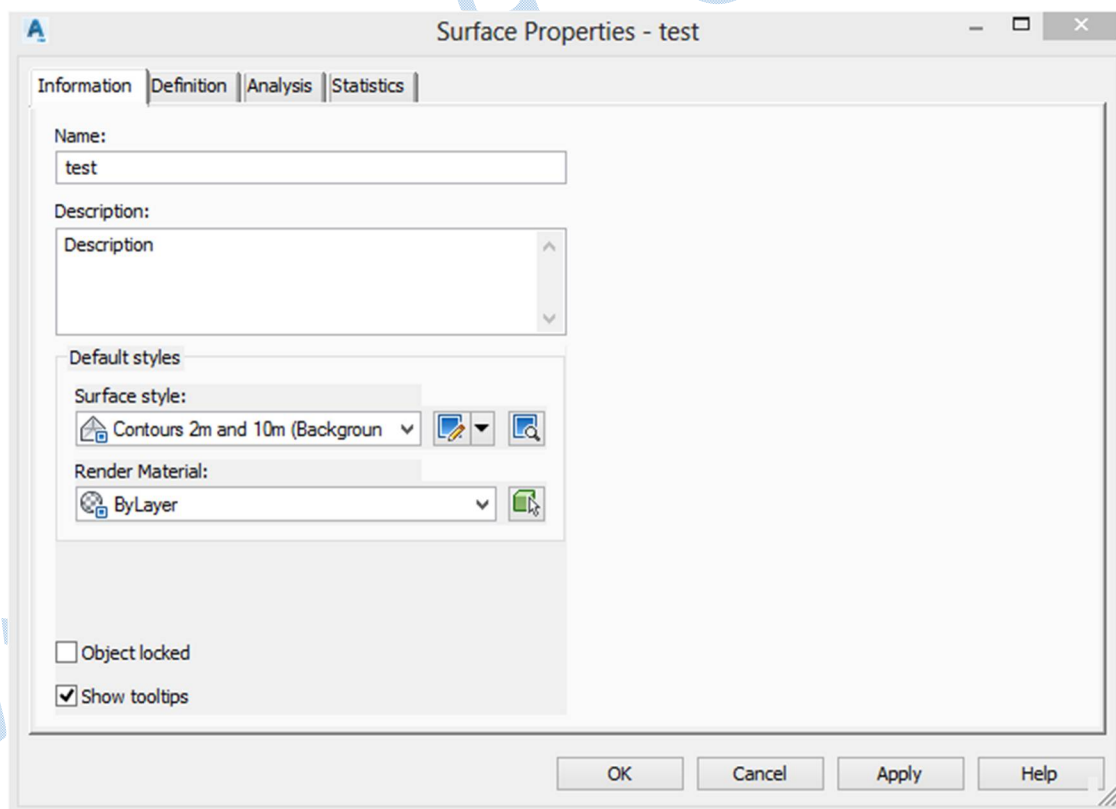 Surface Properties - test
Information Definition Analysis Statistics
Name:
test
Description:
Description
Default styles
Surface style:
Contours 2m and 10m (Backgroun
Render Material:
ByLayer
Object locked
Show tooltips
OK Cancel Apply Help